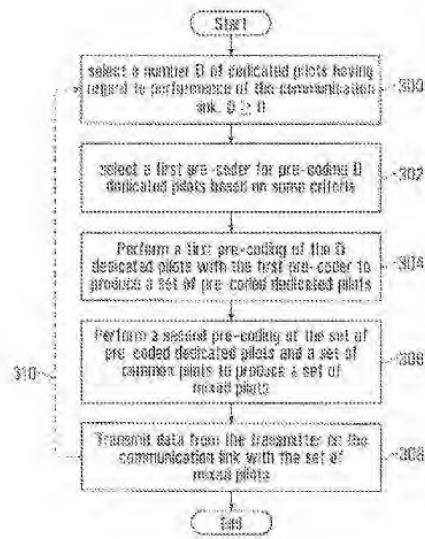 Start
select a number D of dedicated pilots having
regard to performance of the communication
link, D ≥ 0
300
select a first pre-coder for pre-coding D
dedicated pilots based on some criteria
302
Perform a first pre-coding of the D
dedicated pilots with the first pre-coder to
produce a set of pre-coded dedicated pilots
304
Perform a second pre-coding of the set of
pre-coded dedicated pilots and a set of
common pilots to produce a set of
mixed pilots
306
310
Transmit data from the transmitter on the
communication link with the set of
mixed pilots
308
End